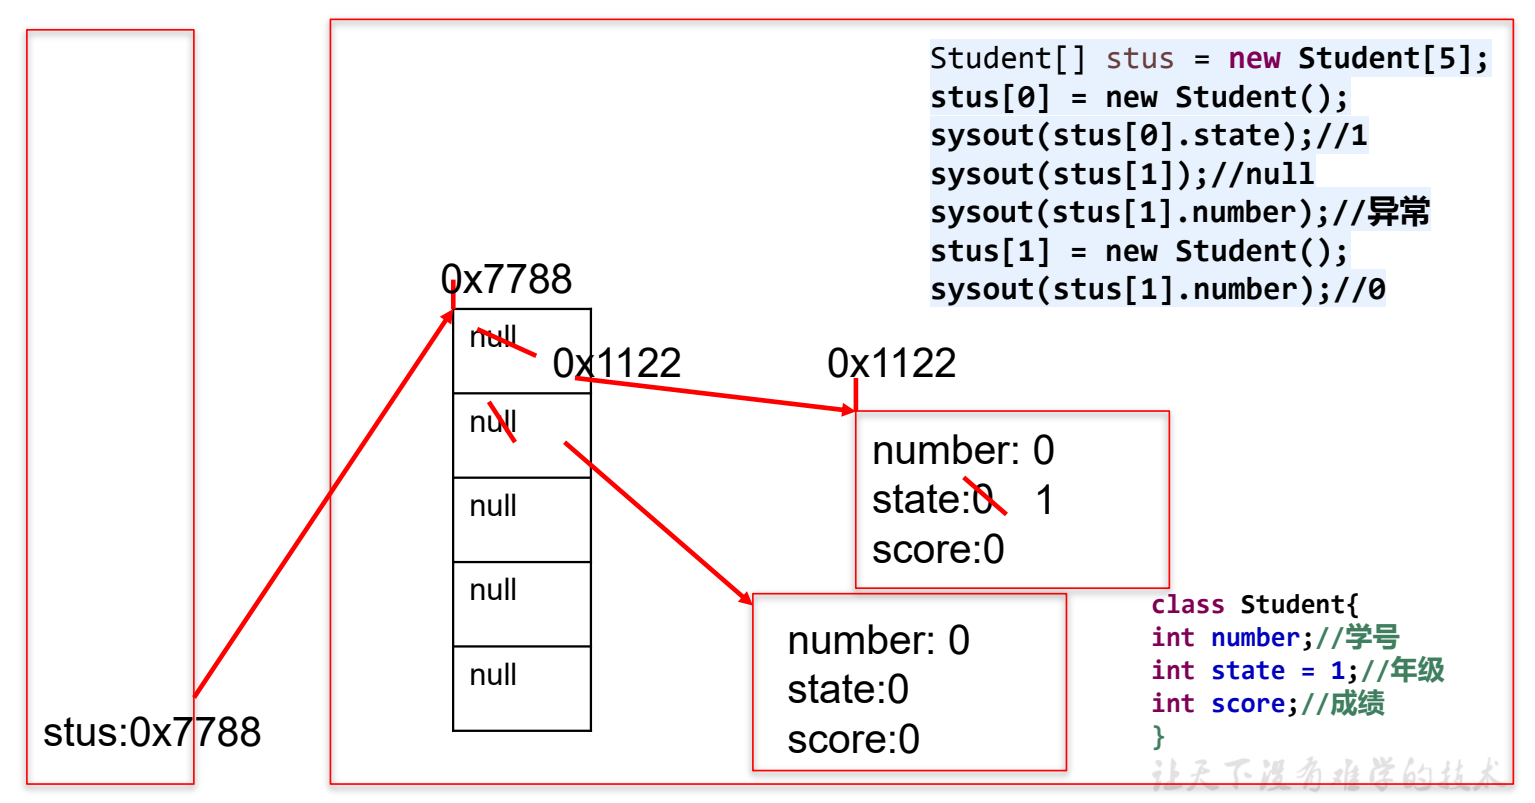 Student[] stus = new Student[5];
stus[0] = new Student();
sysout(stus[0].state);//1
sysout(stus[1]);//null
sysout(stus[1].number);//异常
stus[1] = new Student();
sysout(stus[1].number);//0
0x7788
null
0x1122
0x1122
null
null
null
null
number: 0
state:0 1
score:0
number: 0
state:0
score:0
class Student{
int number;//学号
int state = 1;//年级
int score;//成绩
}
stus:0x7788
让天下没有难学的技术